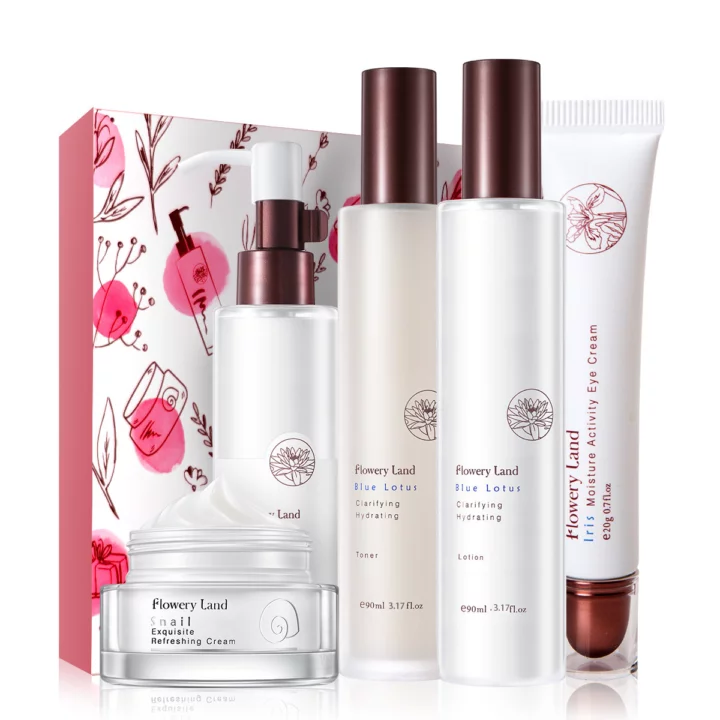 Flowery Land
Snail
Exquisite
Refreshing Cream
Land
Flowery Land
Blue Lotus
Clarifying
Hydrating
Toner
e90ml 3.17 fl.oz
Flowery Land
Blue Lotus
Clarifying
Hydrating
Lotion
e90ml .3.17fl.oz
Flowery Land
Iris Moisture Activity Eye Cream
e20g 0.7fl.oz